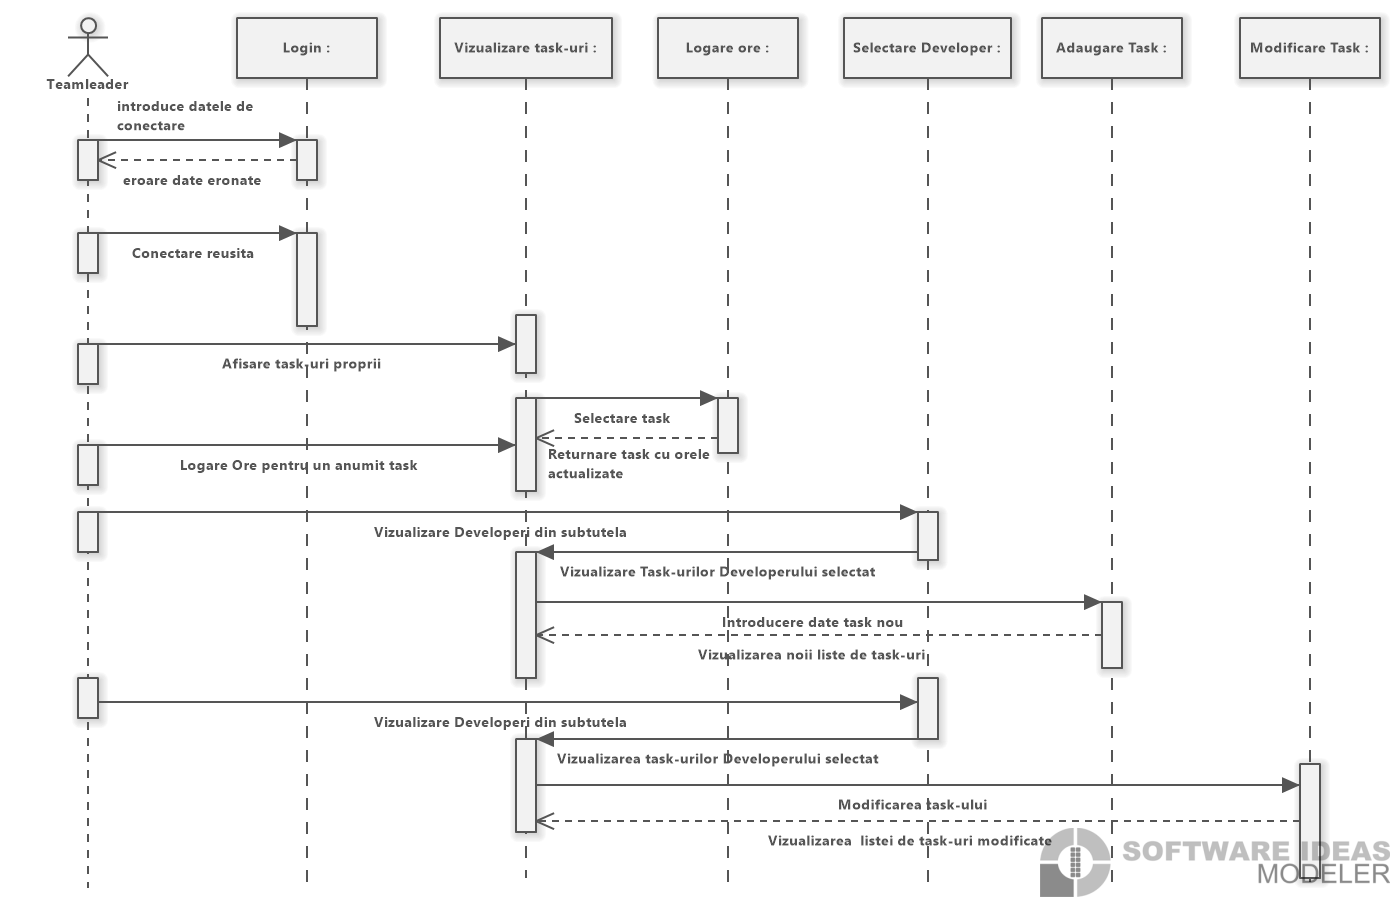 Teamleader
Login :
Vizualizare task-uri :
Logare ore :
Selectare Developer :
Adaugare Task :
Modificare Task :
introduce datele de
conectare
eroare date eronate
Conectare reusita
Afisare task-uri proprii
Selectare task
Returnare task cu orele
actualizate
Logare Ore pentru un anumit task
Vizualizare Developeri din subtutela
Vizualizare Task-urilor Developerului selectat
Introducere date task nou
Vizualizarea noii liste de task-uri
Vizualizare Developeri din subtutela
Vizualizarea task-urilor Developerului selectat
Modificarea task-ului
Vizualizarea  listei de task-uri modificate
SOFTWARE IDEAS
MODELER